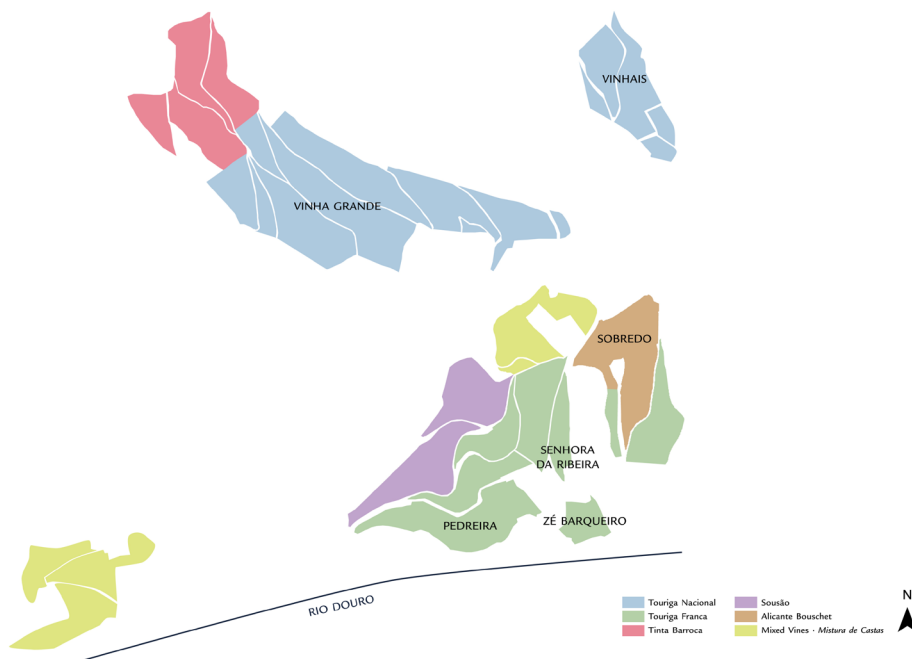 VINHAIS
VINHA GRANDE
SOBREDO
SENHORA
DA RIBEIRA
PEDREIRA
ZÉ BARQUEIRO
RIO DOURO
N
Touriga Nacional
Touriga Franca
Tinta Barroca
Sousão
Alicante Bouschet
Mixed Vines · Mistura de Castas